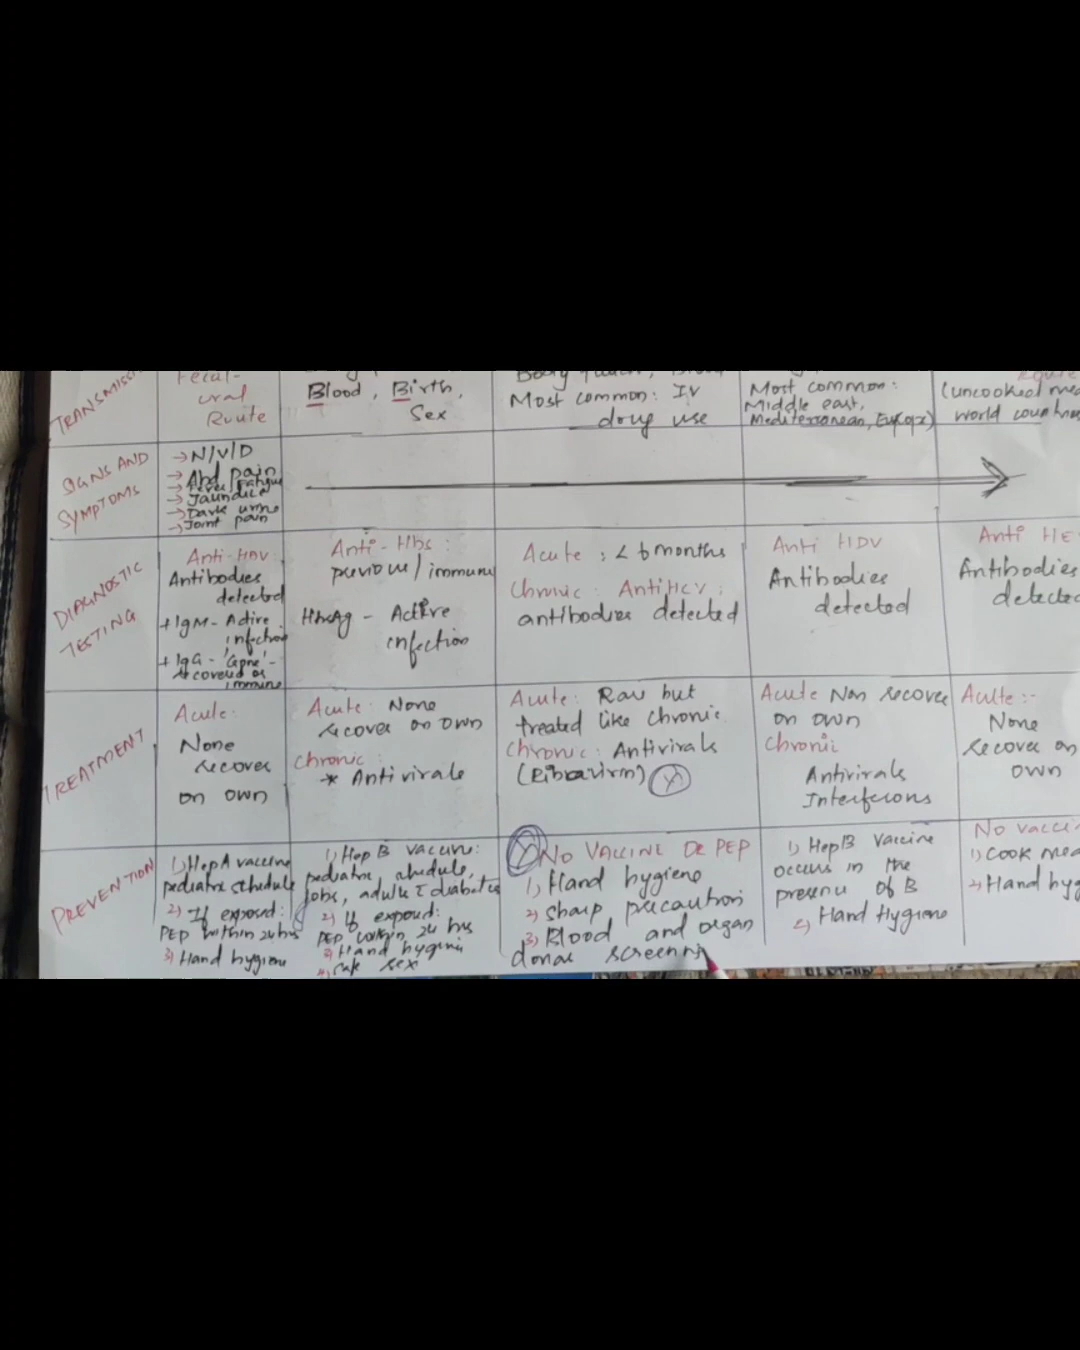 TRANSMISSI
Fecal-
oral
Route
Blood, Birth,
Sex
Most common: IV
drug use
Most common:
Middle east,
Mediterranean, Europe)
(uncooked mea
world countries
SIGNS AND
SYMPTOMS
→ N/V/D
→ Abd pain
→ Fever/Fatigue
→ Jaundice
→ Dark urine
→ Joint pain
DIAGNOSTIC
TESTING
Anti-HAV
Antibodies
detected
+IgM- Active
infection
+IgG- 'Gone'-
recovered or
immune
Anti-Hbs:
previous/immune
HbsAg - Active
infection
Acute: < 6 months
Chronic: AntiHCV:
antibodies detected
Anti HDV
Antibodies
detected
Anti HE
Antibodies
detected
TREATMENT
Acute:
None
recover
on own
Acute: None
recover on own
Chronic:
* Antivirals
Acute: Rare but
treated like chronic
Chronic: Antivirals
(Ribavirin)
Acute Non recover
on own
Chronic
Antivirals
Interferons
Acute:-
None
recover on
own
PREVENTION
1) Hep A vaccine
pediatric schedule
2) If exposed:
PEP within 24 hrs
3) Hand hygiene
1) Hep B vaccine:
pediatric shedule,
jobs, adults c diabetes
2) If exposed:
PEP within 24 hrs
3) Hand hygiene
4) safe sex
NO VACCINE OR PEP
1) Hand hygiene
2) sharp precaution
3) Blood and organ
donor screening
1) HepB vaccine
occurs in the
presence of B
2) Hand Hygiene
No vacci
1) Cook mea
2) Hand hyg